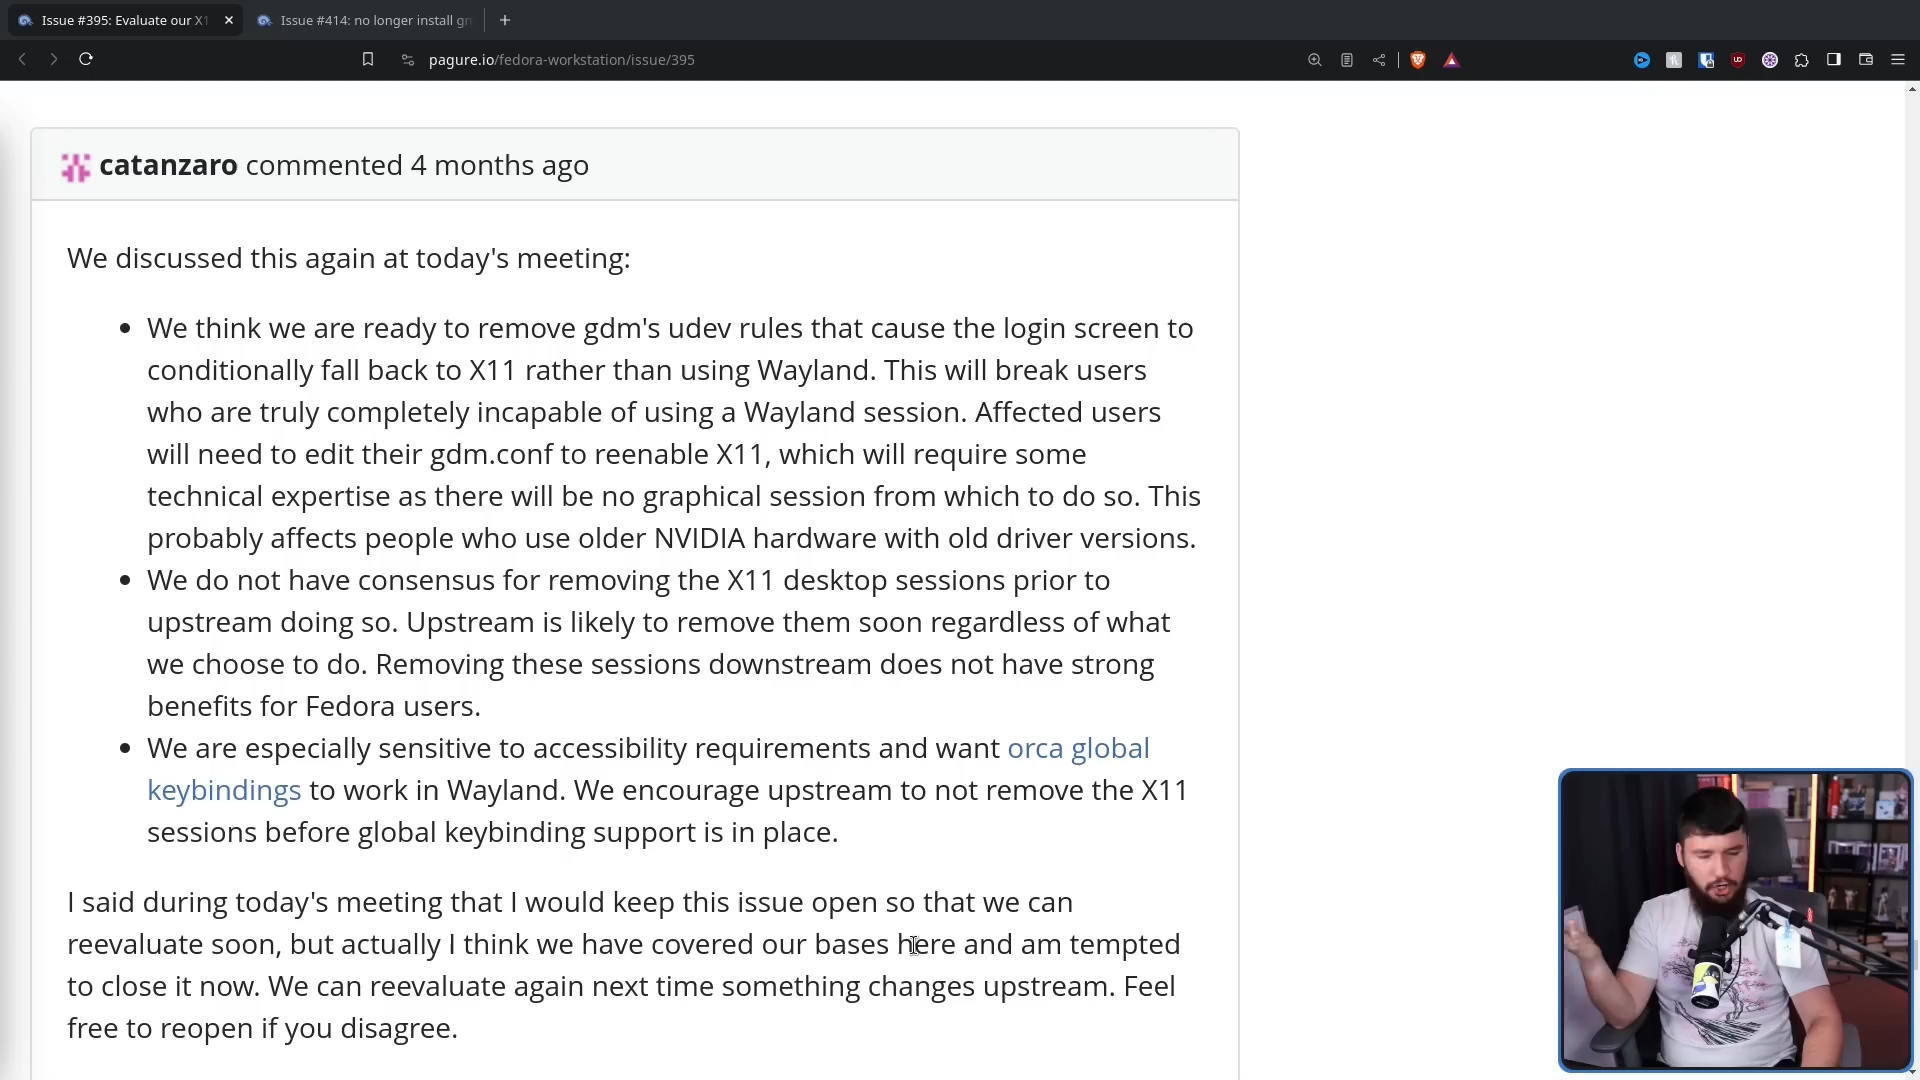 Issue #395: Evaluate our X1
Issue #414: no longer install gn
pagure.io/fedora-workstation/issue/395
catanzaro commented 4 months ago
We discussed this again at today's meeting:
• We think we are ready to remove gdm's udev rules that cause the login screen to
conditionally fall back to X11 rather than using Wayland. This will break users
who are truly completely incapable of using a Wayland session. Affected users
will need to edit their gdm.conf to reenable X11, which will require some
technical expertise as there will be no graphical session from which to do so. This
probably affects people who use older NVIDIA hardware with old driver versions.
• We do not have consensus for removing the X11 desktop sessions prior to
upstream doing so. Upstream is likely to remove them soon regardless of what
we choose to do. Removing these sessions downstream does not have strong
benefits for Fedora users.
• We are especially sensitive to accessibility requirements and want orca global
keybindings to work in Wayland. We encourage upstream to not remove the X11
sessions before global keybinding support is in place.
I said during today's meeting that I would keep this issue open so that we can
reevaluate soon, but actually I think we have covered our bases here and am tempted
to close it now. We can reevaluate again next time something changes upstream. Feel
free to reopen if you disagree.